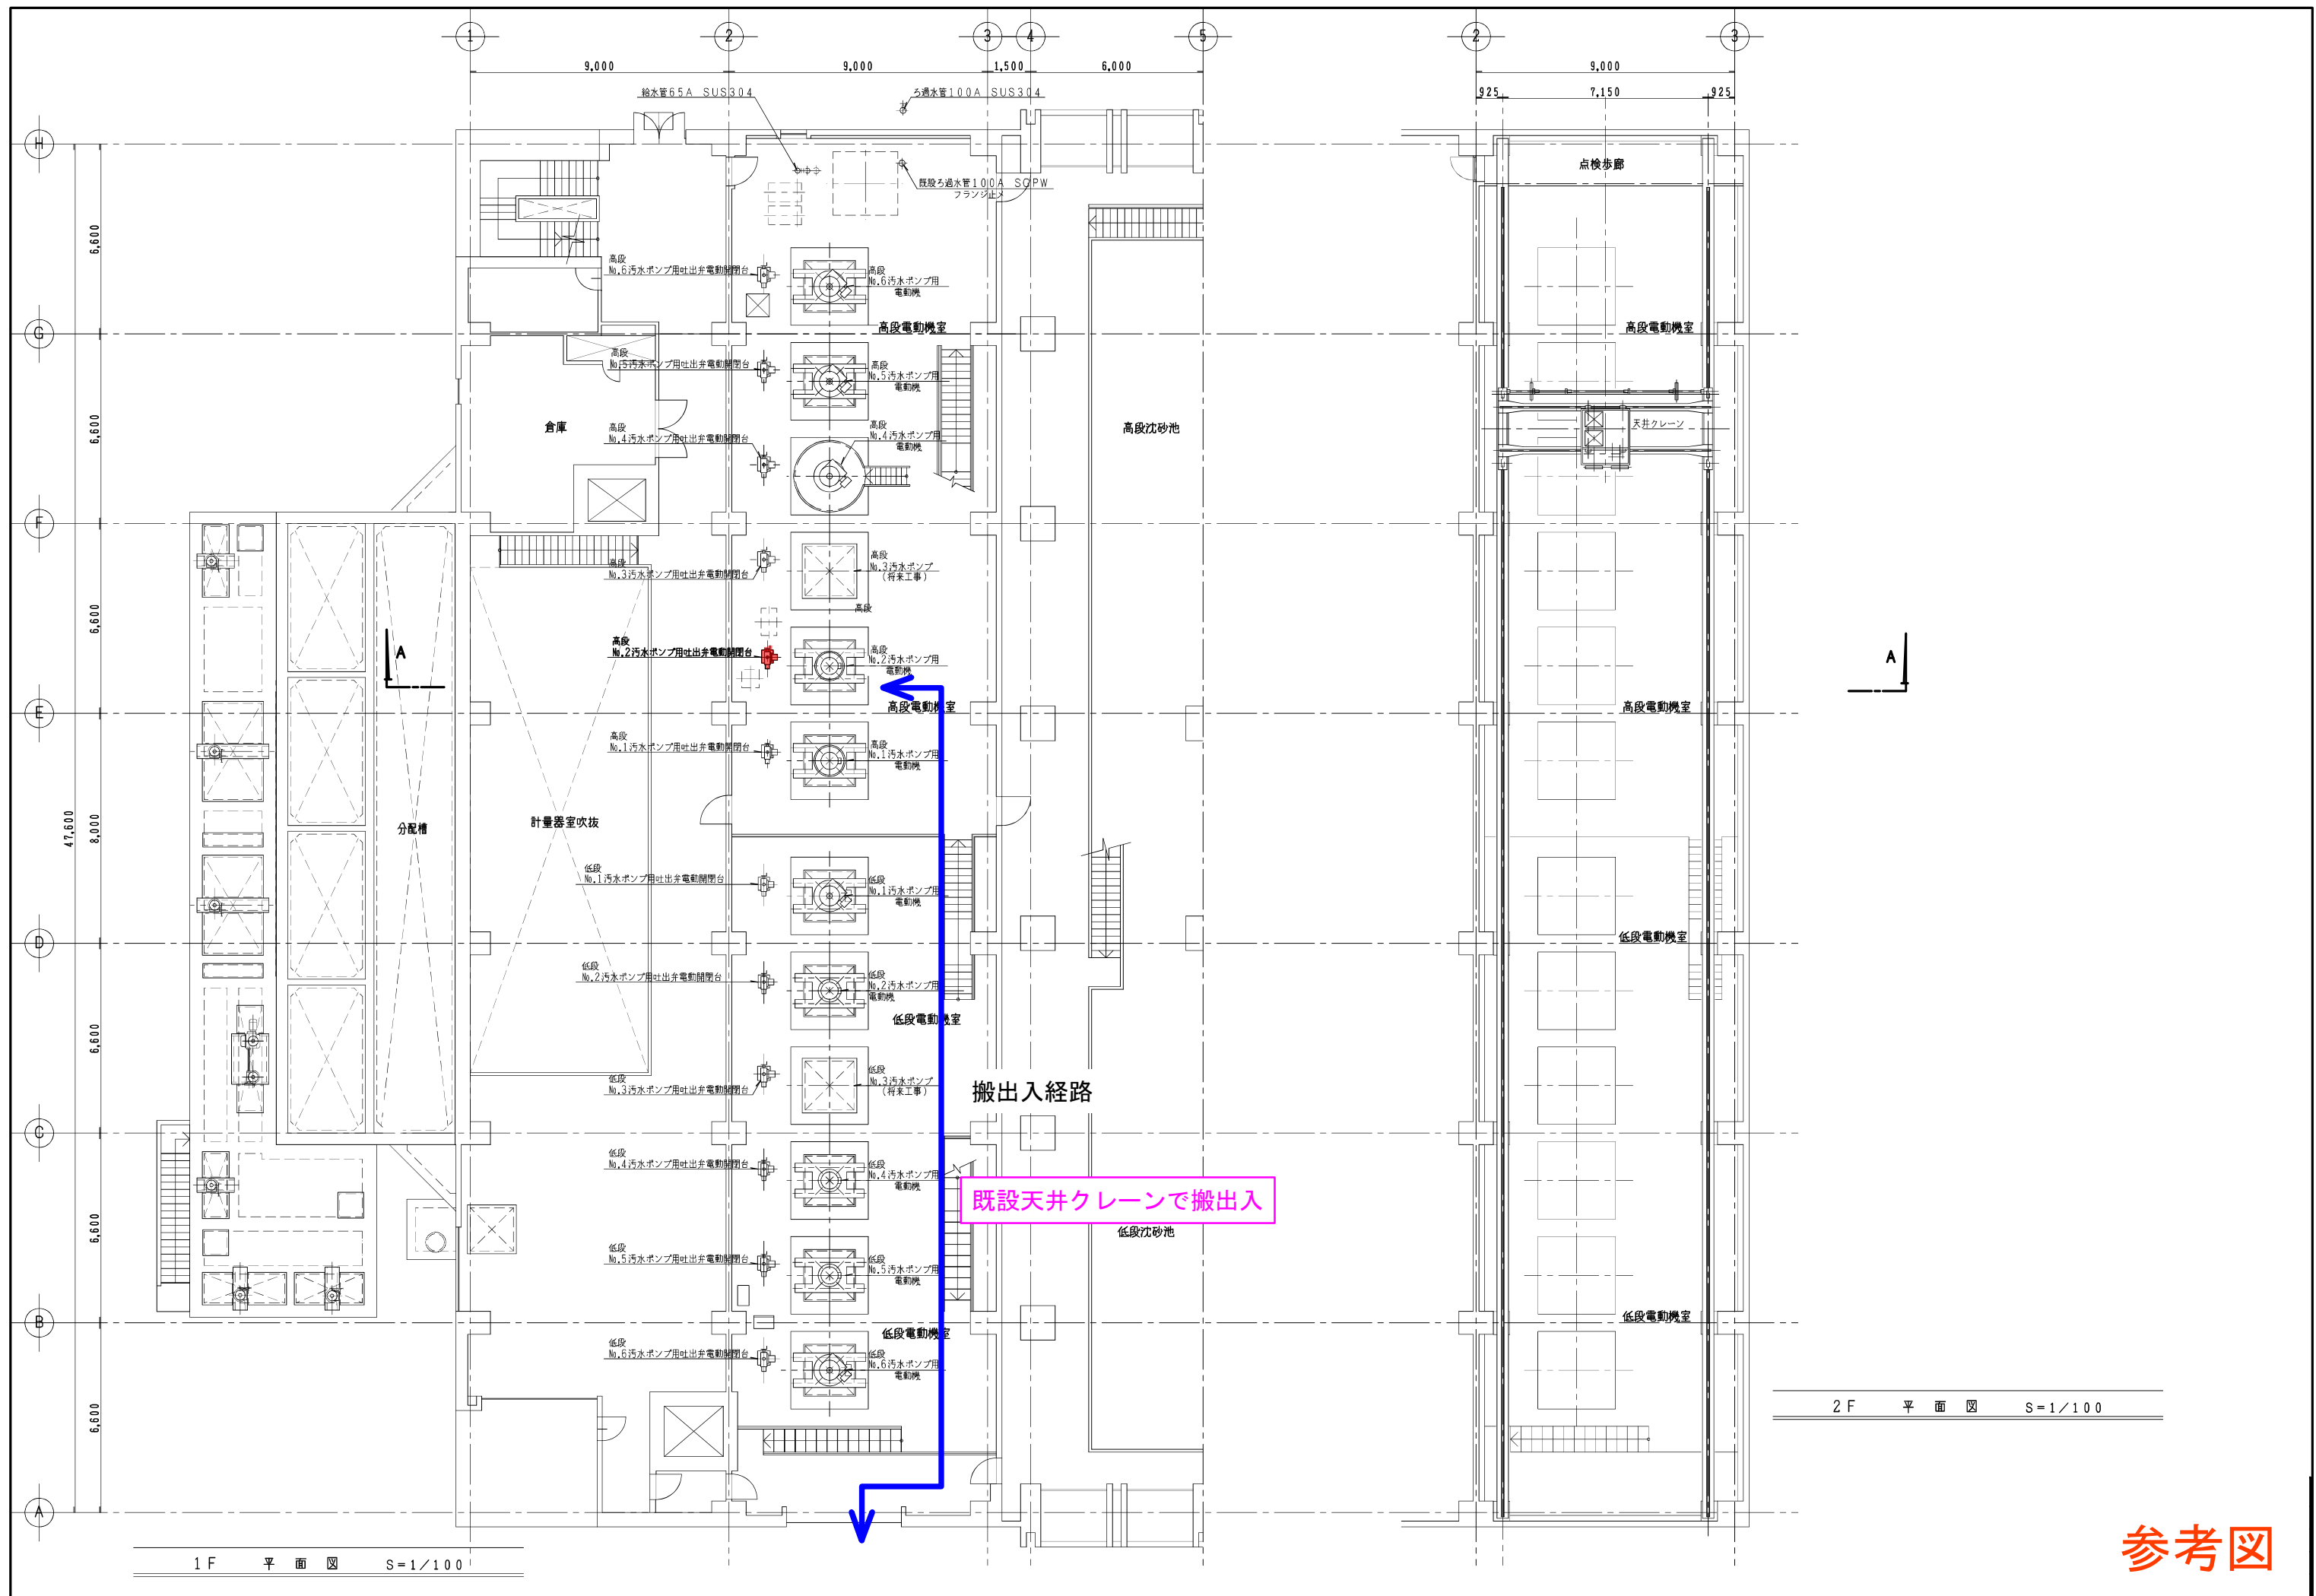 1
2
3
4
5
2
3
9,000
9,000
1,500
6,000
9,000
925
7,150
925
給水管65A SUS304
ろ過水管100A SUS304
H
点検歩廊
既設ろ過水管100A SGPW
フランジ止メ
6,600
高段
No.6汚水ポンプ用吐出弁電動開閉台
高段
No.6汚水ポンプ用
電動機
G
高段電動機室
高段電動機室
高段
No.5汚水ポンプ用吐出弁電動開閉台
高段
No.5汚水ポンプ用
電動機
6,600
倉庫
高段
No.4汚水ポンプ用吐出弁電動開閉台
高段
No.4汚水ポンプ用
電動機
高段沈砂池
天井クレーン
F
高段
No.3汚水ポンプ用吐出弁電動開閉台
高段
No.3汚水ポンプ
(将来工事)
高段
6,600
A
高段
No.2汚水ポンプ用吐出弁電動開閉台
高段
No.2汚水ポンプ用
電動機
A
E
高段電動機室
高段電動機室
高段
No.1汚水ポンプ用吐出弁電動開閉台
高段
No.1汚水ポンプ用
電動機
47,600
8,000
分配槽
計量器室吹抜
低段
No.1汚水ポンプ用吐出弁電動開閉台
低段
No.1汚水ポンプ用
電動機
D
低段電動機室
低段
No.2汚水ポンプ用吐出弁電動開閉台
低段
No.2汚水ポンプ用
電動機
低段電動機室
6,600
低段
No.3汚水ポンプ用吐出弁電動開閉台
低段
No.3汚水ポンプ
(将来工事)
搬出入経路
C
低段
No.4汚水ポンプ用吐出弁電動開閉台
低段
No.4汚水ポンプ用
電動機
既設天井クレーンで搬出入
6,600
低段沈砂池
低段
No.5汚水ポンプ用吐出弁電動開閉台
低段
No.5汚水ポンプ用
電動機
B
低段電動機室
低段電動機室
低段
No.6汚水ポンプ用吐出弁電動開閉台
低段
No.6汚水ポンプ用
電動機
6,600
2F 平面図 S=1/100
A
1F 平面図 S=1/100
参考図